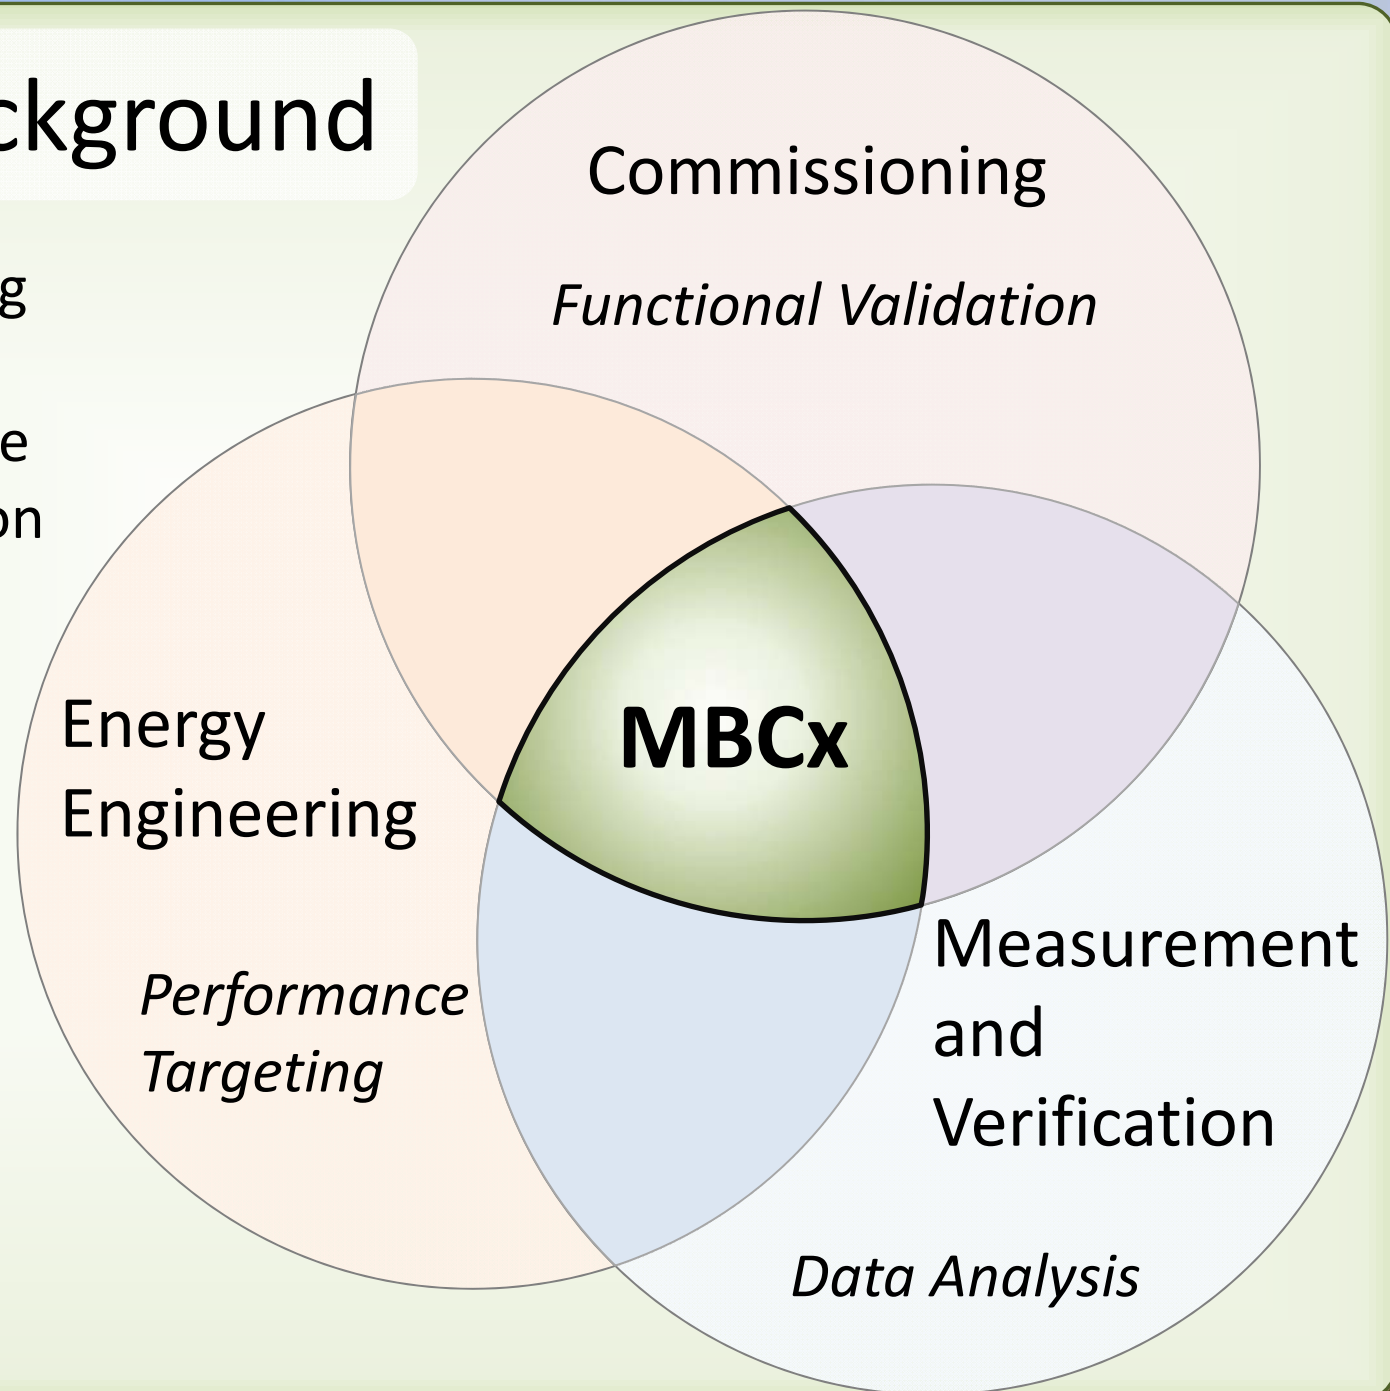 ckground
g
e
on
Commissioning
Functional Validation
MBCx
Energy
Engineering
Performance
Targeting
Measurement
and
Verification
Data Analysis